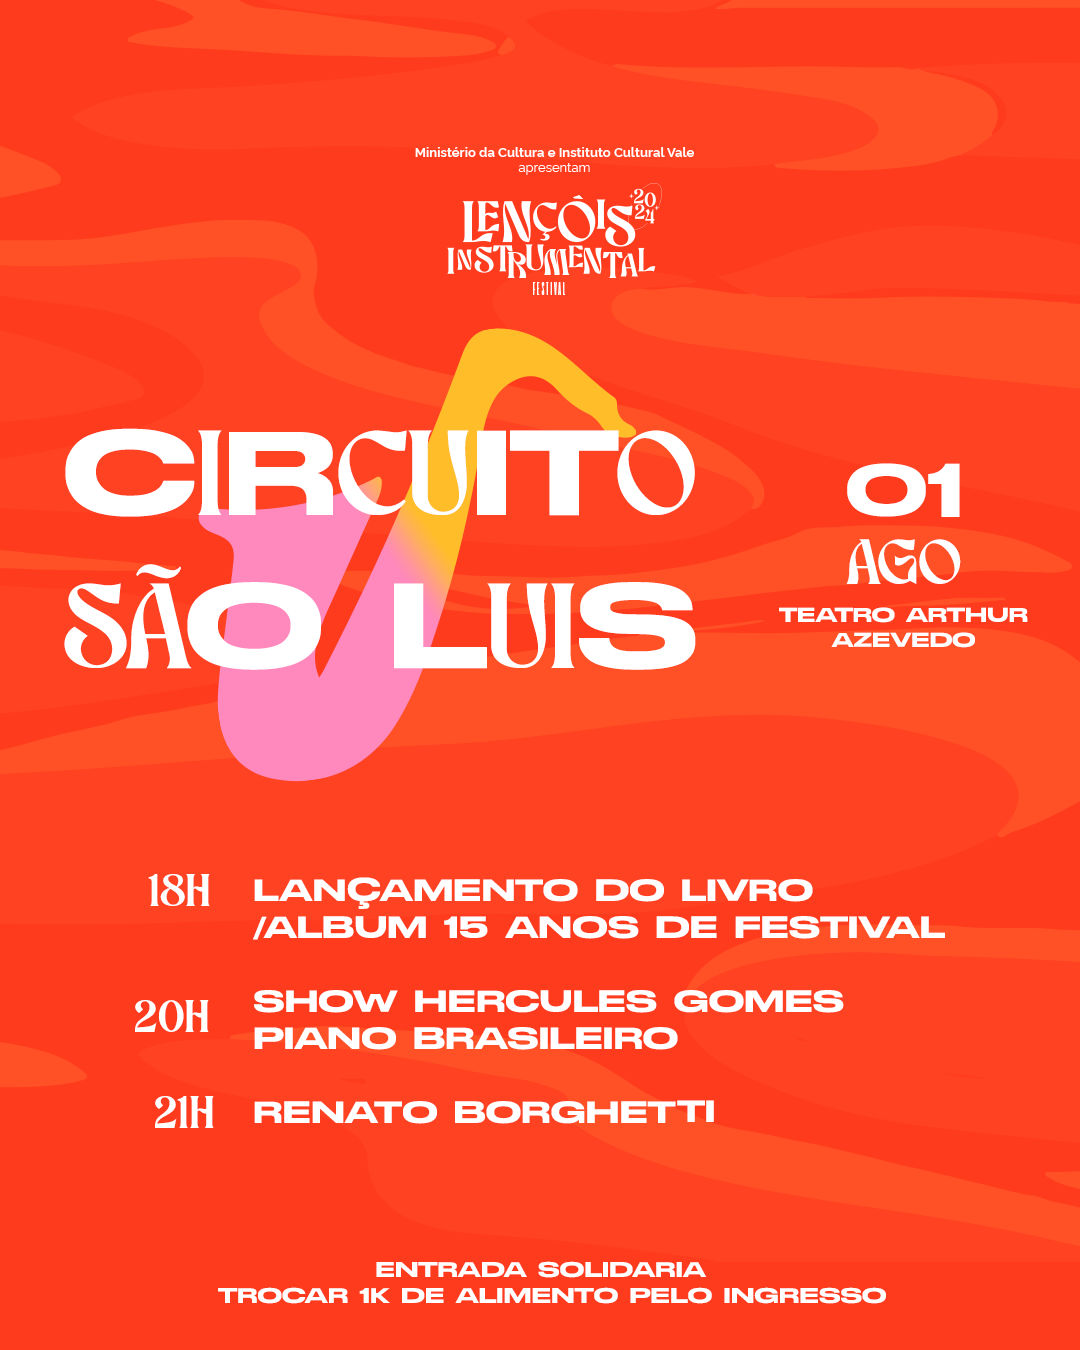 Ministério da Cultura e Instituto Cultural Vale
apresentam
LENÇÓIS 2024
INSTRUMENTAL
FESTIVAL
CIRCUITO
SÃO LUIS
01
AGO
TEATRO ARTHUR
AZEVEDO
18H LANÇAMENTO DO LIVRO
/ALBUM 15 ANOS DE FESTIVAL
20H SHOW HERCULES GOMES
PIANO BRASILEIRO
21H RENATO BORGHETTI
ENTRADA SOLIDARIA
TROCAR 1K DE ALIMENTO PELO INGRESSO